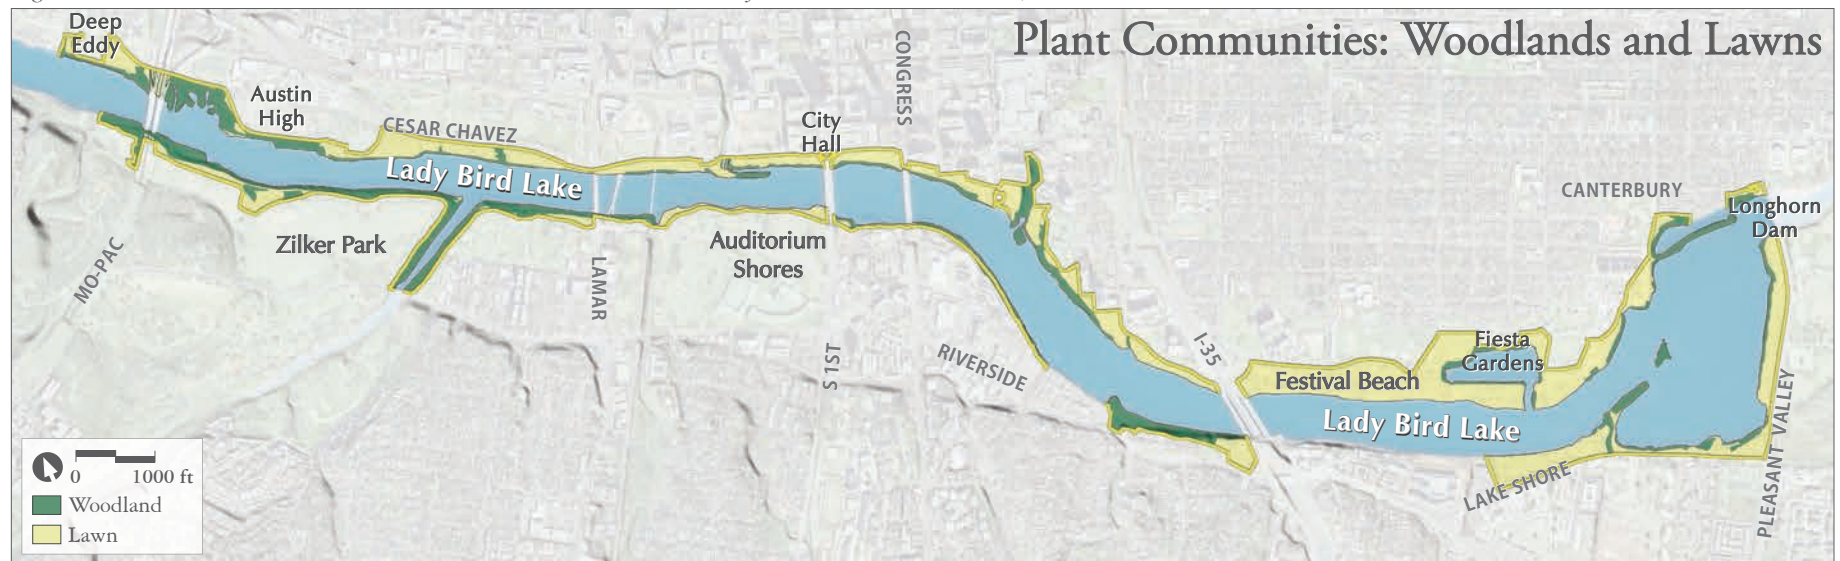 Plant Communities: Woodlands and Lawns
Deep
Eddy
Austin
High
CESAR CHAVEZ
City
Hall
CONGRESS
Lady Bird Lake
CANTERBURY
Longhorn
Dam
Zilker Park
MO-PAC
Auditorium
Shores
LAMAR
S 1ST
RIVERSIDE
I-35
Fiesta
Gardens
Festival Beach
Lady Bird Lake
LAKE SHORE
PLEASANT VALLEY
0 1000 ft
Woodland
Lawn